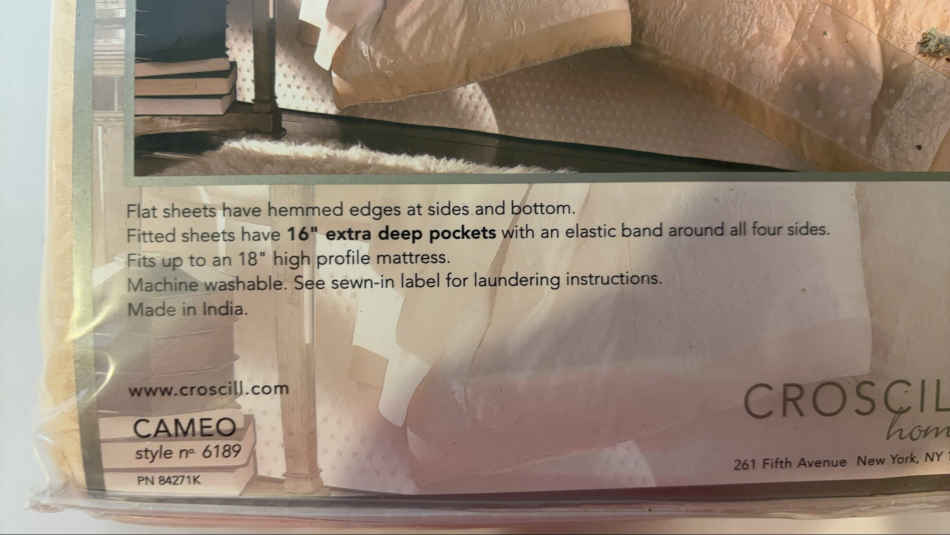 Flat sheets have hemmed edges at sides and bottom.
Fitted sheets have 16" extra deep pockets with an elastic band around all four sides.
Fits up to an 18" high profile mattress.
Machine washable. See sewn-in label for laundering instructions.
Made in India.
www.croscill.com
CAMEO
style nº 6189
PN 84271K
CROSCIL
hom
261 Fifth Avenue New York, NY